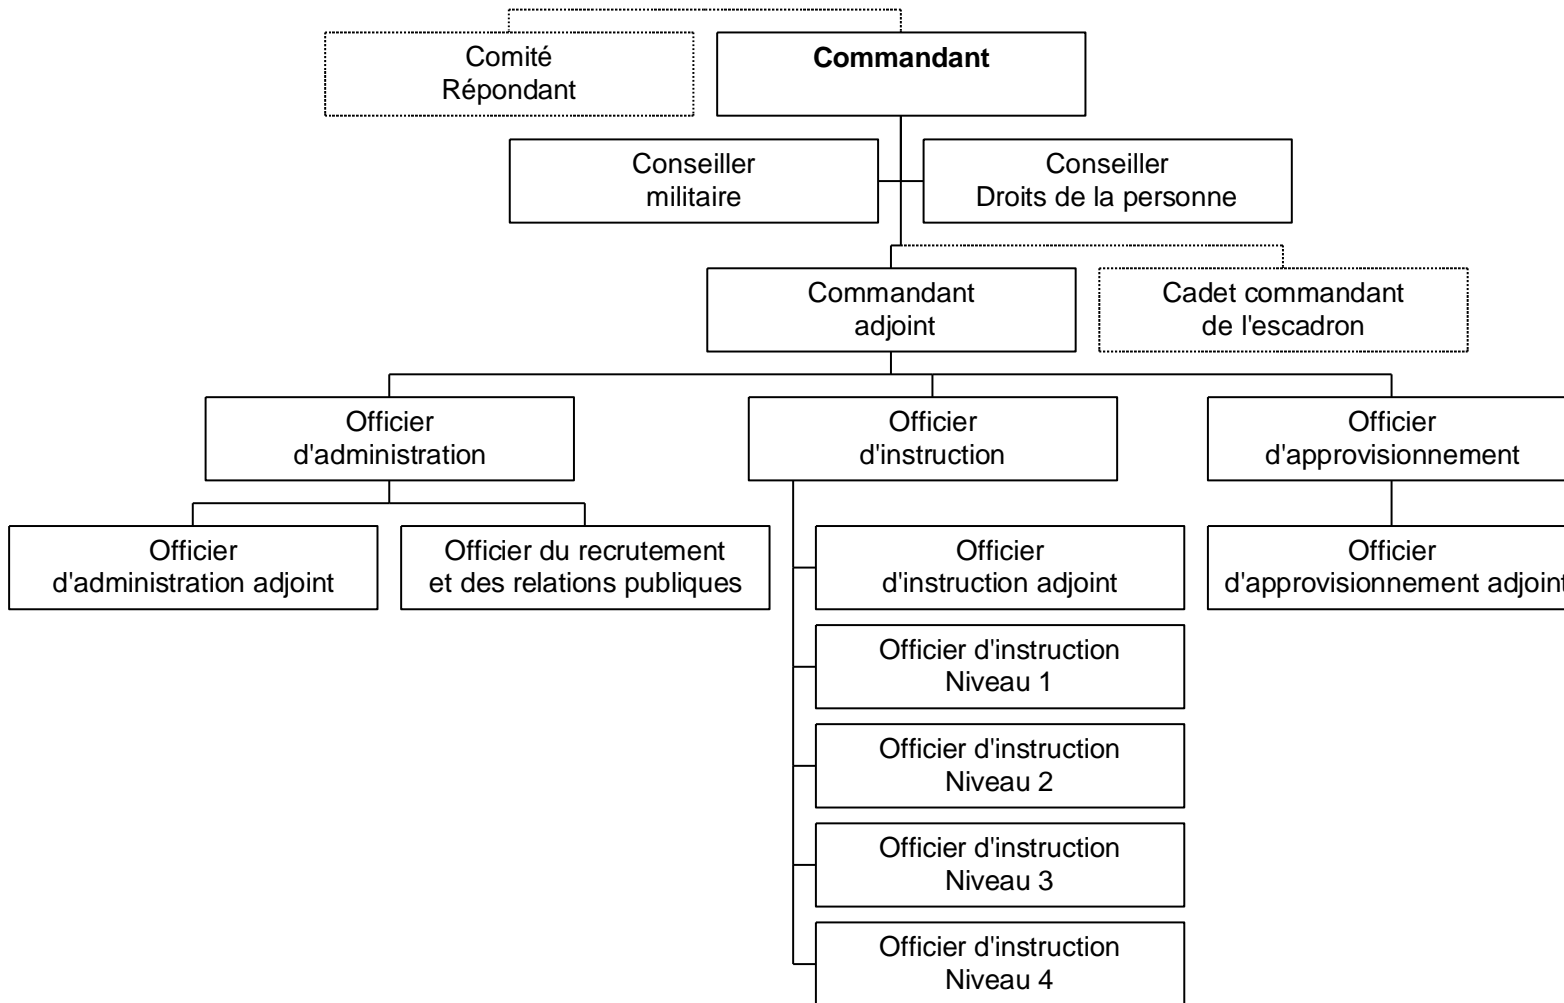 Comité
Répondant
Commandant
Conseiller
militaire
Conseiller
Droits de la personne
Commandant
adjoint
Cadet commandant
de l'escadron
Officier
d'administration
Officier
d'instruction
Officier
d'approvisionnement
Officier
d'administration adjoint
Officier du recrutement
et des relations publiques
Officier
d'instruction adjoint
Officier
d'approvisionnement adjoint
Officier d'instruction
Niveau 1
Officier d'instruction
Niveau 2
Officier d'instruction
Niveau 3
Officier d'instruction
Niveau 4